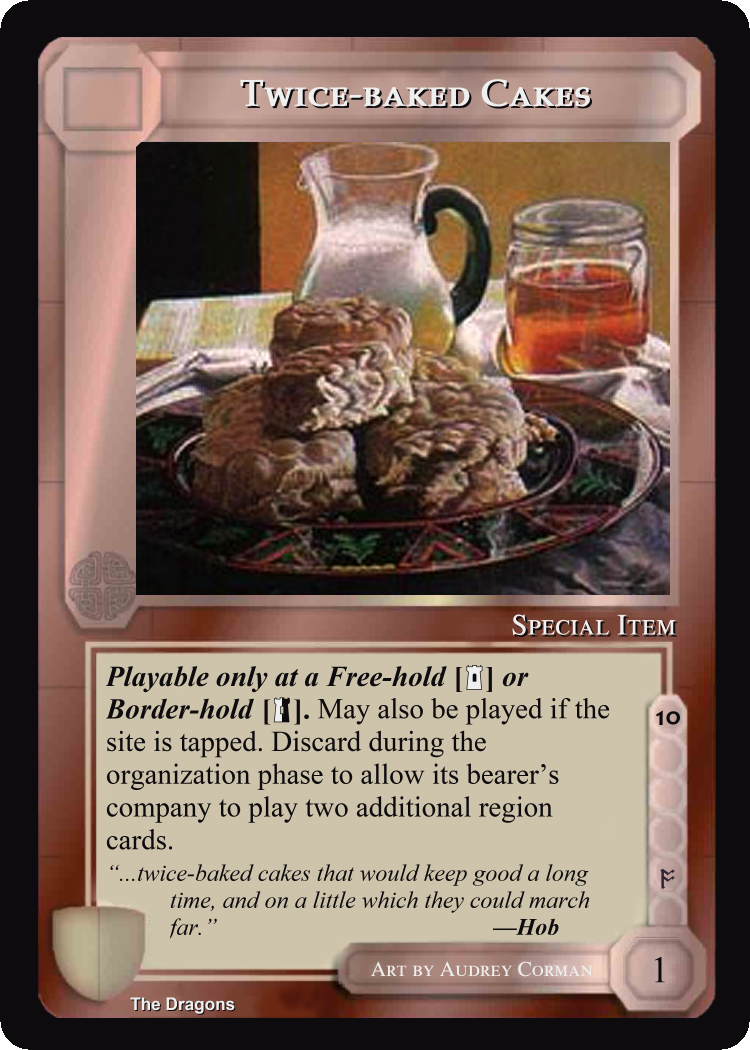 Twice-baked Cakes
Special Item
Playable only at a Free-hold [] or
Border-hold []. May also be played if the
site is tapped. Discard during the
organization phase to allow its bearer’s
company to play two additional region
cards.
“...twice-baked cakes that would keep good a long
time, and on a little which they could march
far.” —Hob
10
ᚩ
Art by Audrey Corman
1
The Dragons